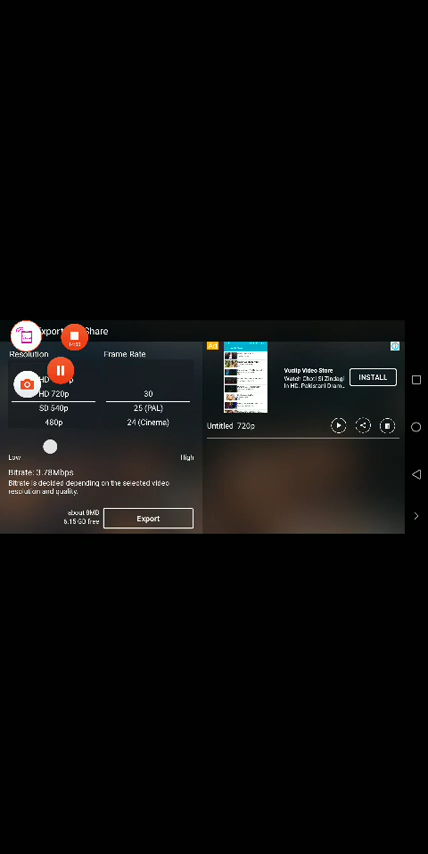 Export Share
Resolution
Frame Rate
HD 720p
30
SD 540p
25 (PAL)
480p
24 (Cinema)
Low
High
Bitrate: 3.78Mbps
Bitrate is decided depending on the selected video
resolution and quality.
about 8MB
6.15 GB free
Export
Ad
Vudip Video Store
Watch Choti Si Zindagi
In HD. Pakistani Dram...
INSTALL
Untitled 720p